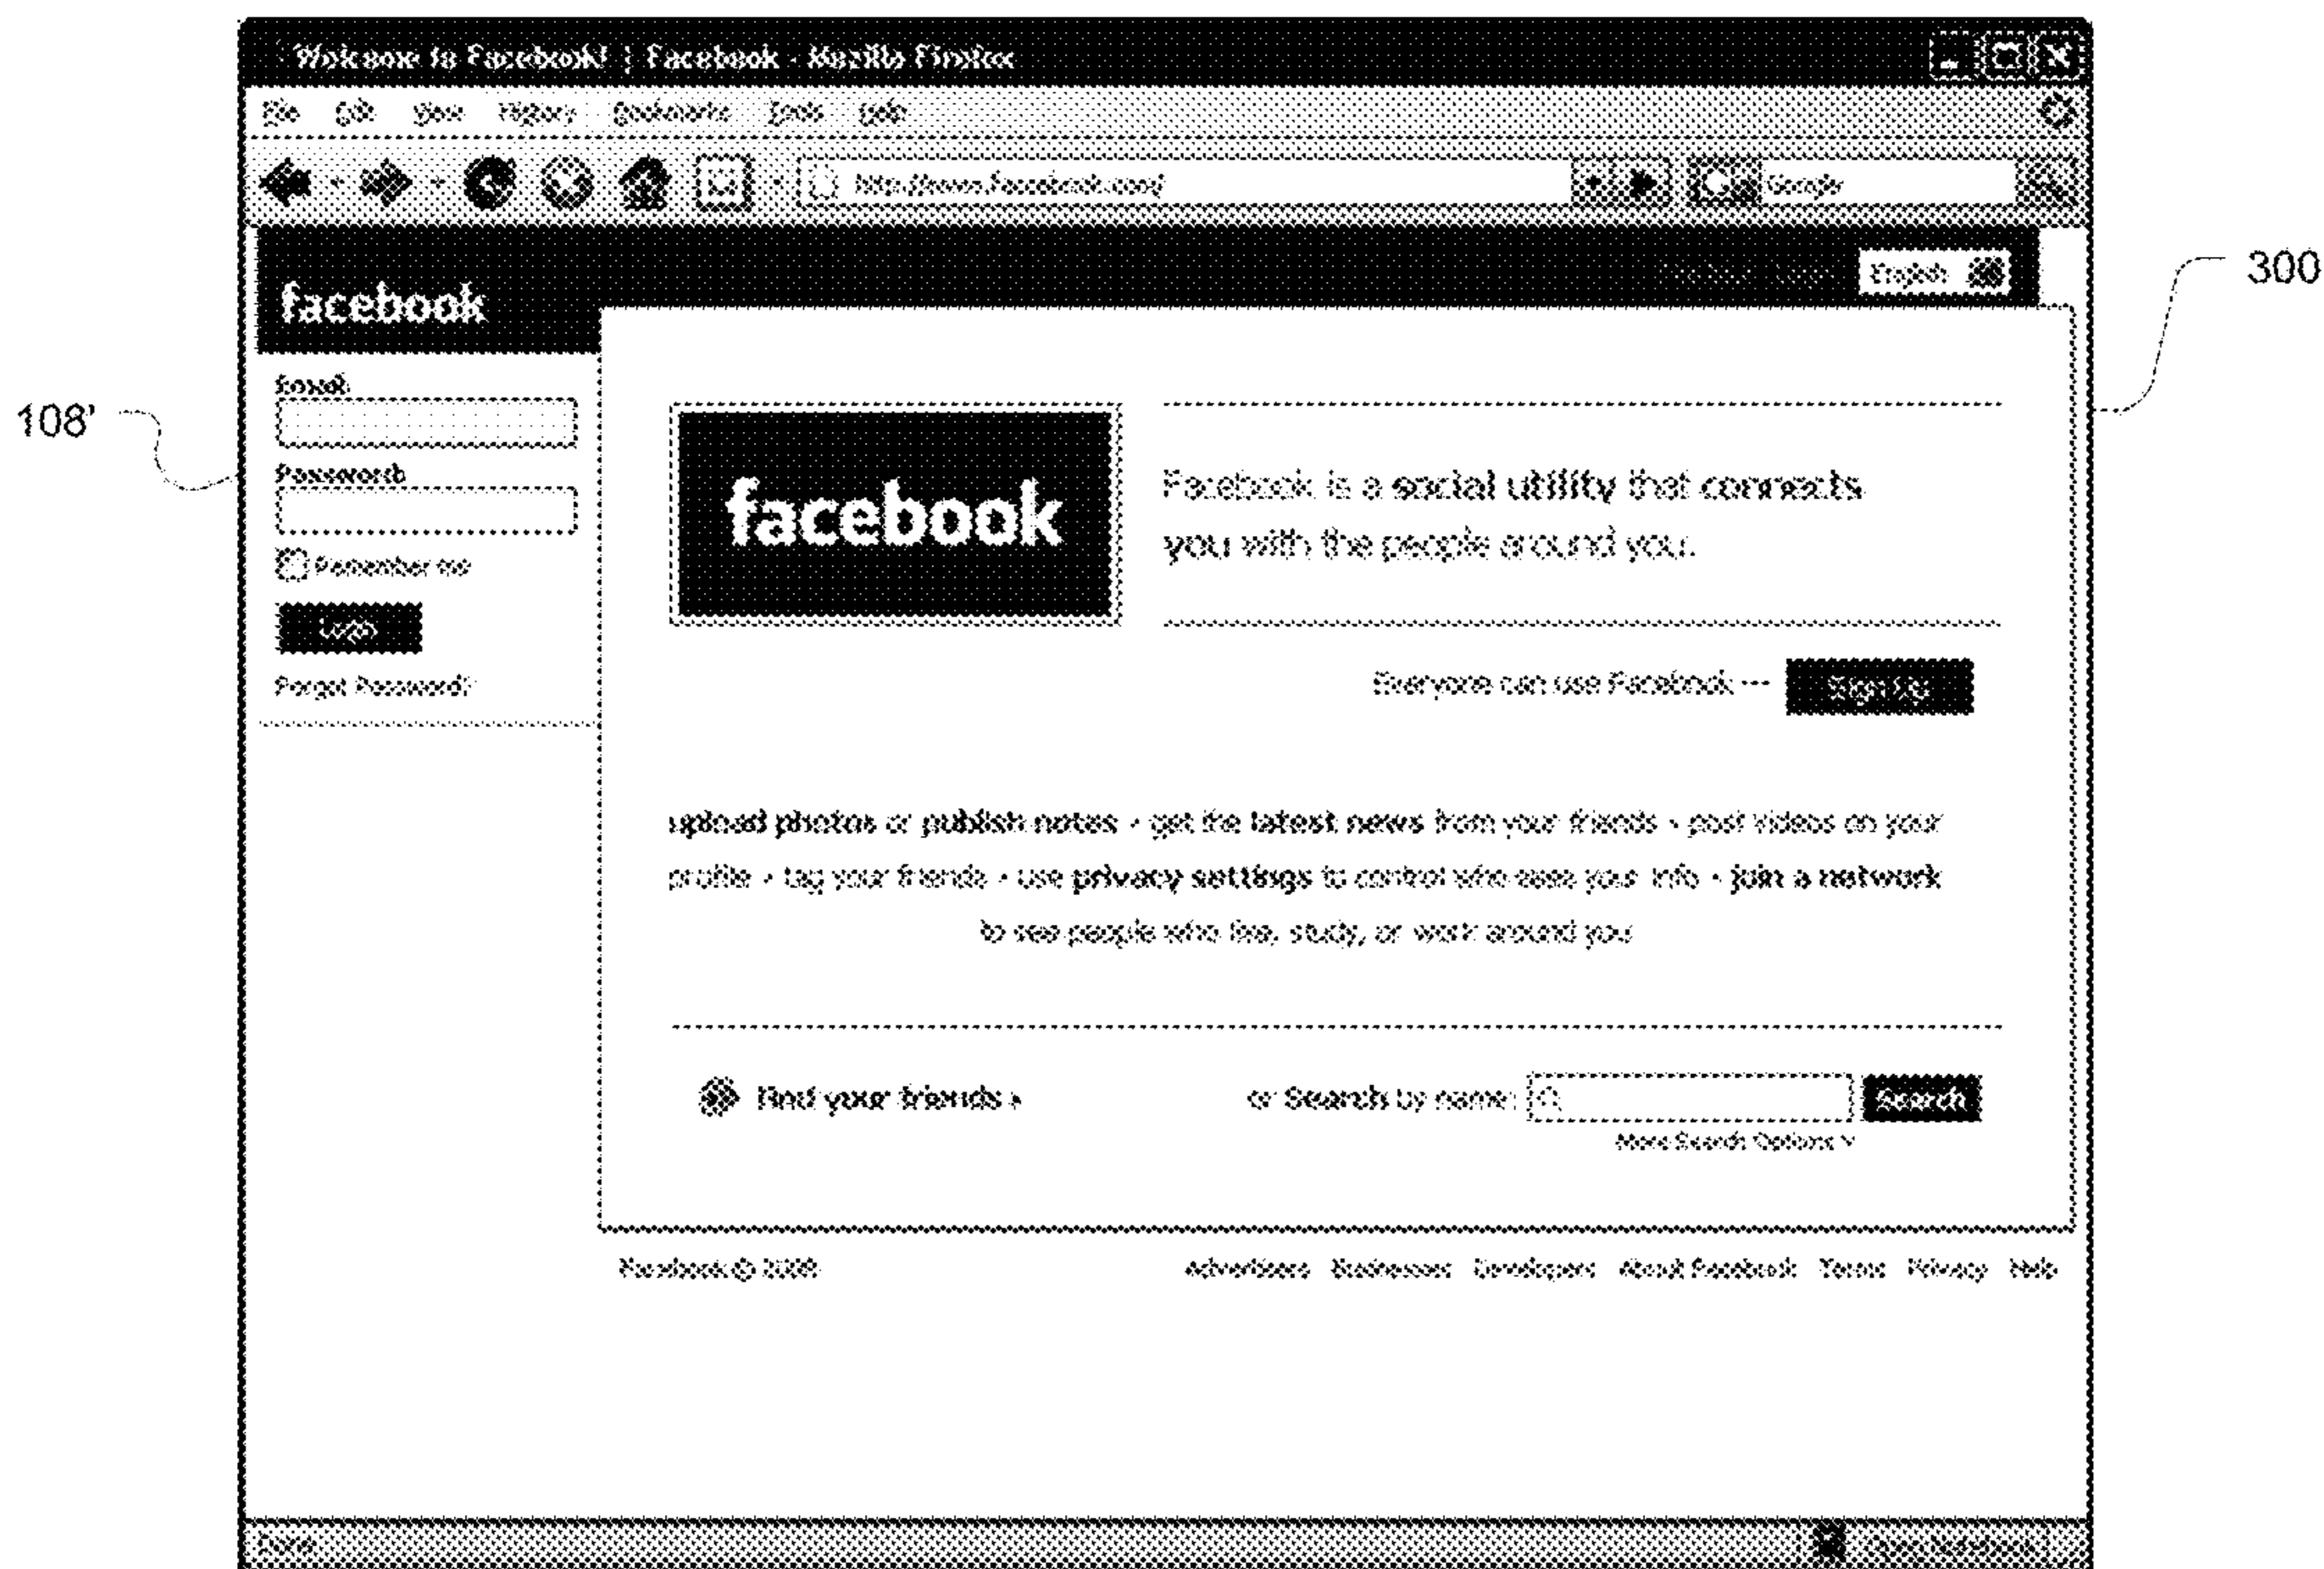 Welcome to Facebook! | Facebook - Mozilla Firefox
File Edit View History Bookmarks Tools Help
http://www.facebook.com/ Google
300
facebook English
108'
Email:
Password:
Remember me
Login
Forgot Password?
facebook
Facebook is a social utility that connects
you with the people around you.
Everyone can use Facebook Sign Up
upload photos or publish notes • get the latest news from your friends • post videos on your
profile • tag your friends • use privacy settings to control who sees your info • join a network
to see people who live, study, or work around you
Find your friends ›
or Search by name: Search
More Search Options
Facebook © 2008
Advertisers Businesses Developers About Facebook Terms Privacy Help
Done